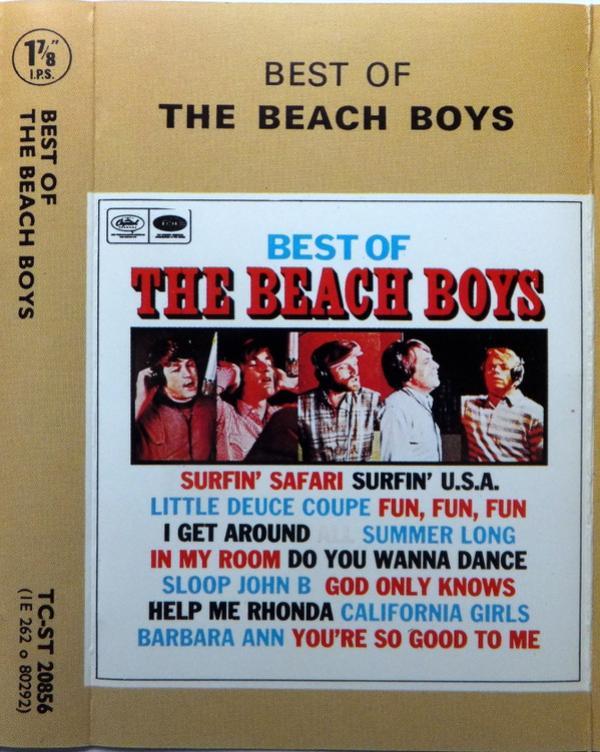 1⅞"
I.P.S.
BEST OF
THE BEACH BOYS
TC-ST 20856
(1E 262 o 80292)
BEST OF
THE BEACH BOYS
Capitol
BEST OF
THE BEACH BOYS
SURFIN' SAFARI SURFIN' U.S.A.
LITTLE DEUCE COUPE FUN, FUN, FUN
I GET AROUND ALL SUMMER LONG
IN MY ROOM DO YOU WANNA DANCE
SLOOP JOHN B GOD ONLY KNOWS
HELP ME RHONDA CALIFORNIA GIRLS
BARBARA ANN YOU'RE SO GOOD TO ME